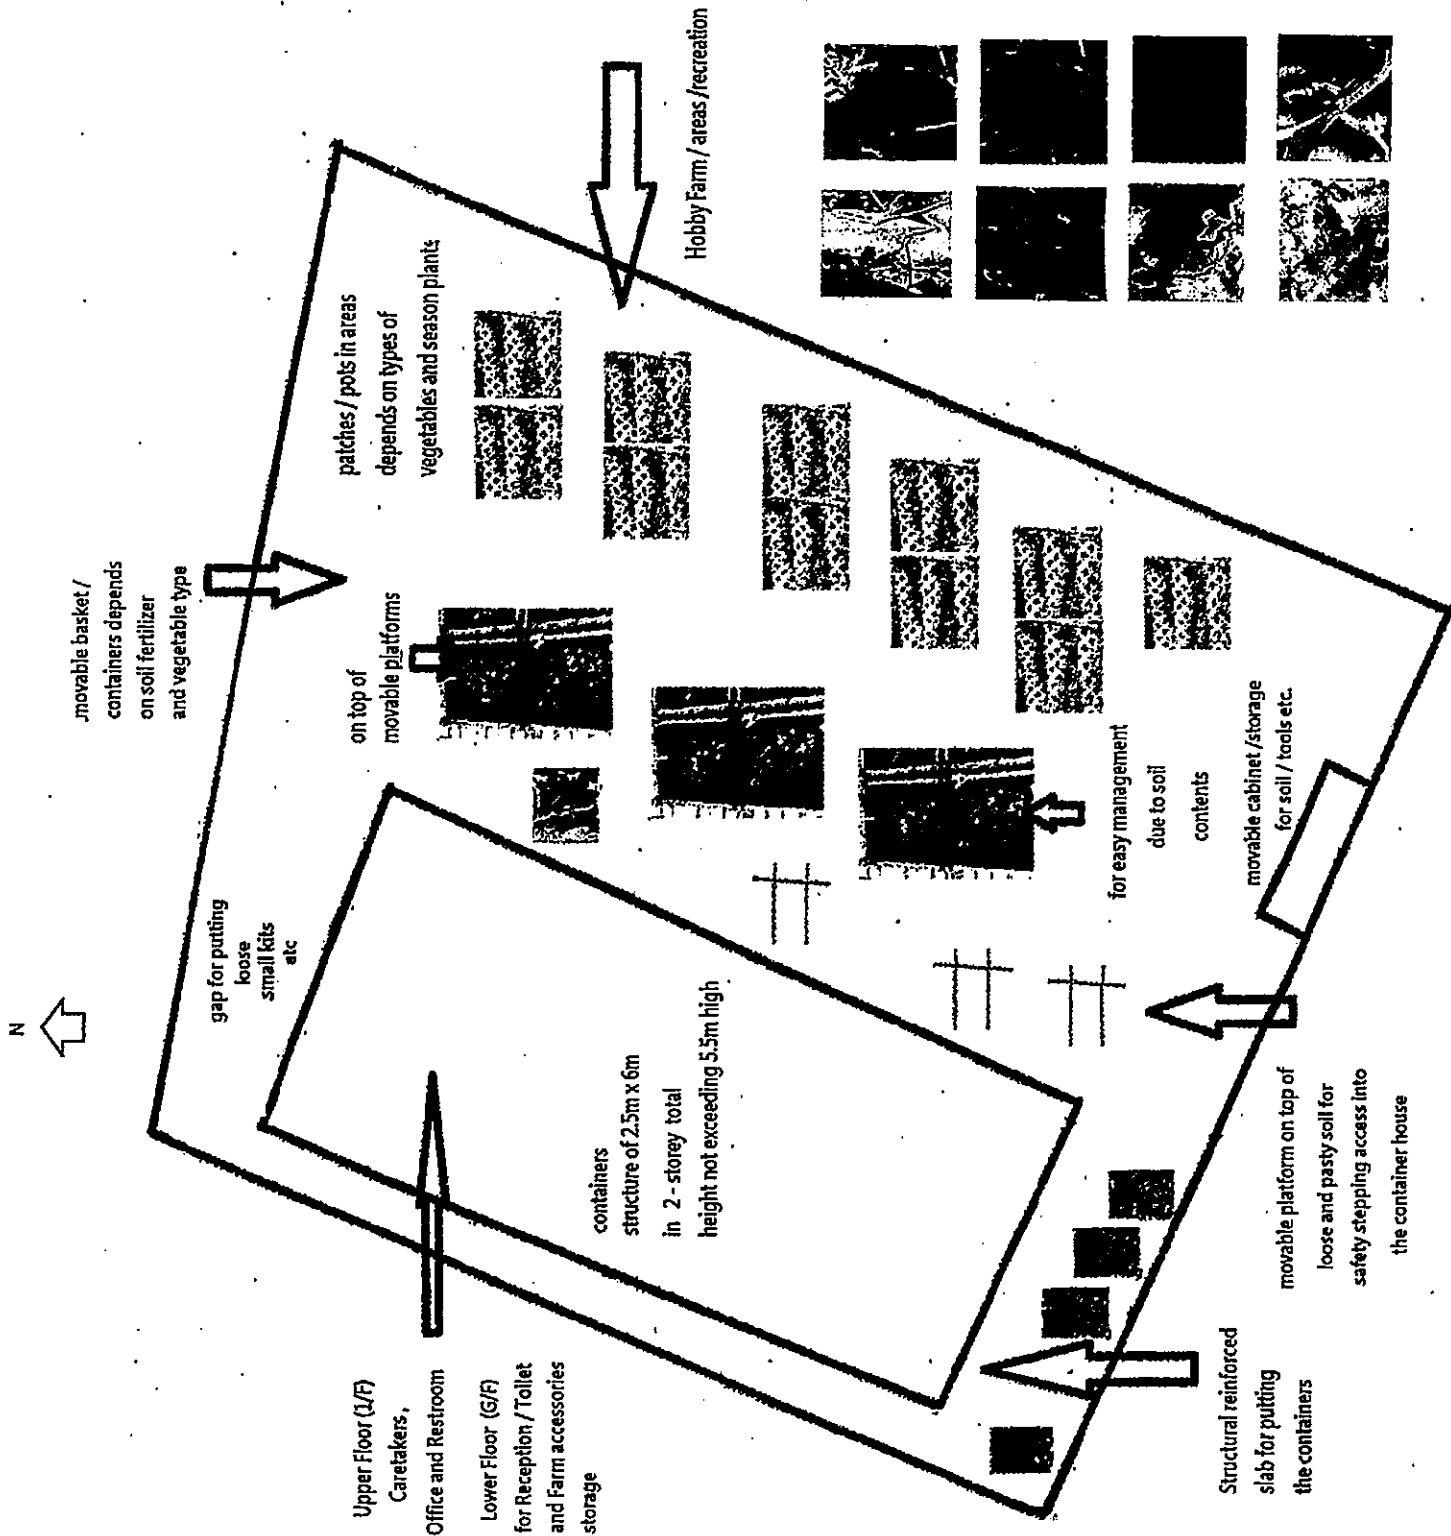 N
movable basket /
containers depends
on soil fertilizer
and vegetable type
gap for putting
loose
small kits
atc
on top of
movable platforms
patches / pots in areas
depends on types of
vegetables and season plants
Hobby Farm / areas /recreation
Upper Floor (1/F)
Caretakers,
Office and Restroom
Lower Floor (G/F)
for Reception / Toilet
and Farm accessories
storage
containers
structure of 2.5m x 6m
in 2 - storey total
height not exceeding 5.5m high
for easy management
due to soil
contents
movable cabinet /storage
for soil / tools etc.
movable platform on top of
loose and pasty soil for
safety stepping access into
the container house
Structural reinforced
slab for putting
the containers